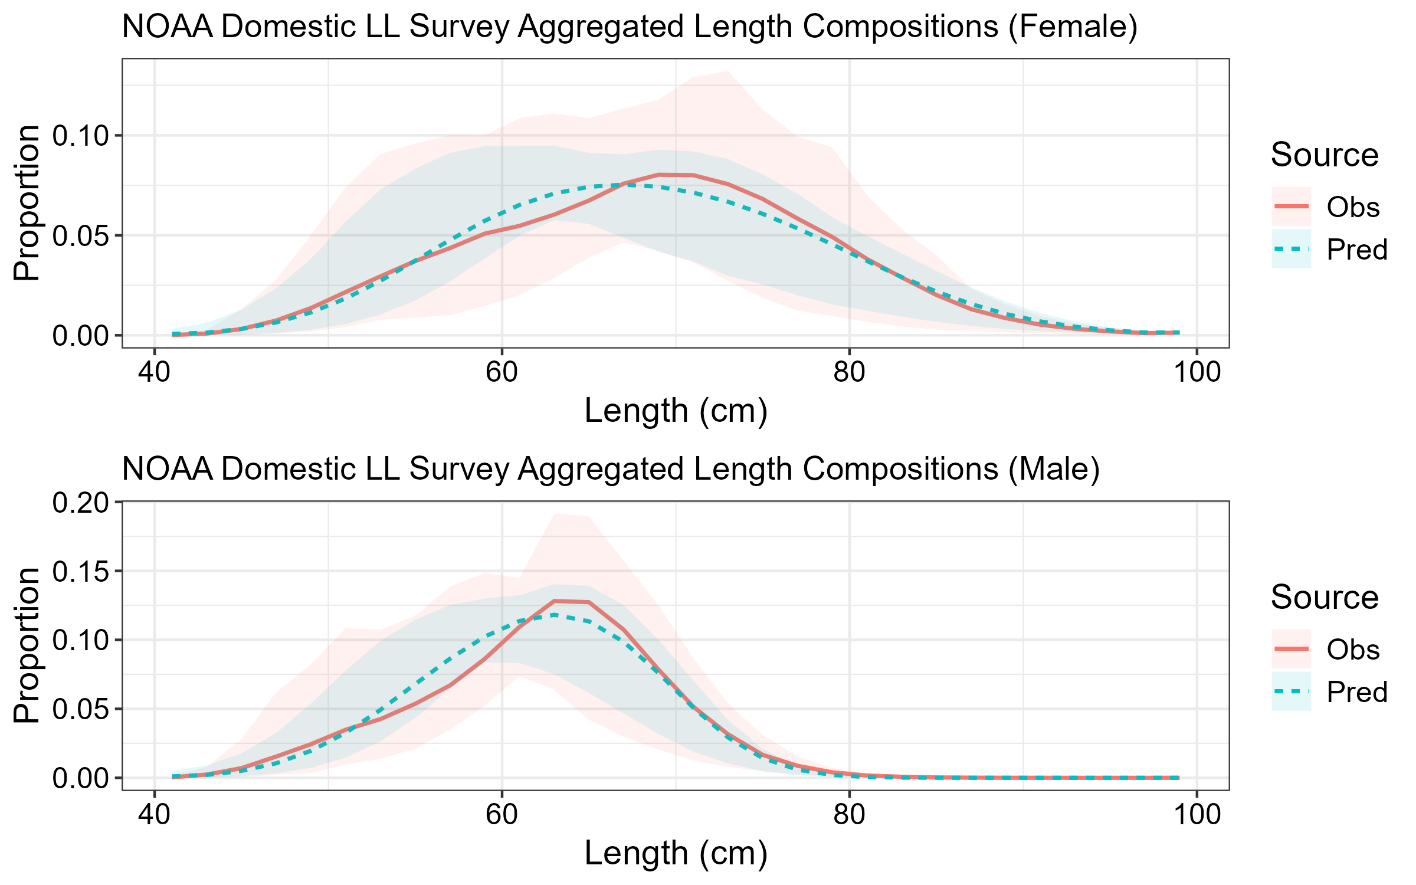 NOAA Domestic LL Survey Aggregated Length Compositions (Female)
Proportion
0.10
0.05
0.00
40 60 80 100
Length (cm)
Source
Obs
Pred
NOAA Domestic LL Survey Aggregated Length Compositions (Male)
Proportion
0.20
0.15
0.10
0.05
0.00
40 60 80 100
Length (cm)
Source
Obs
Pred